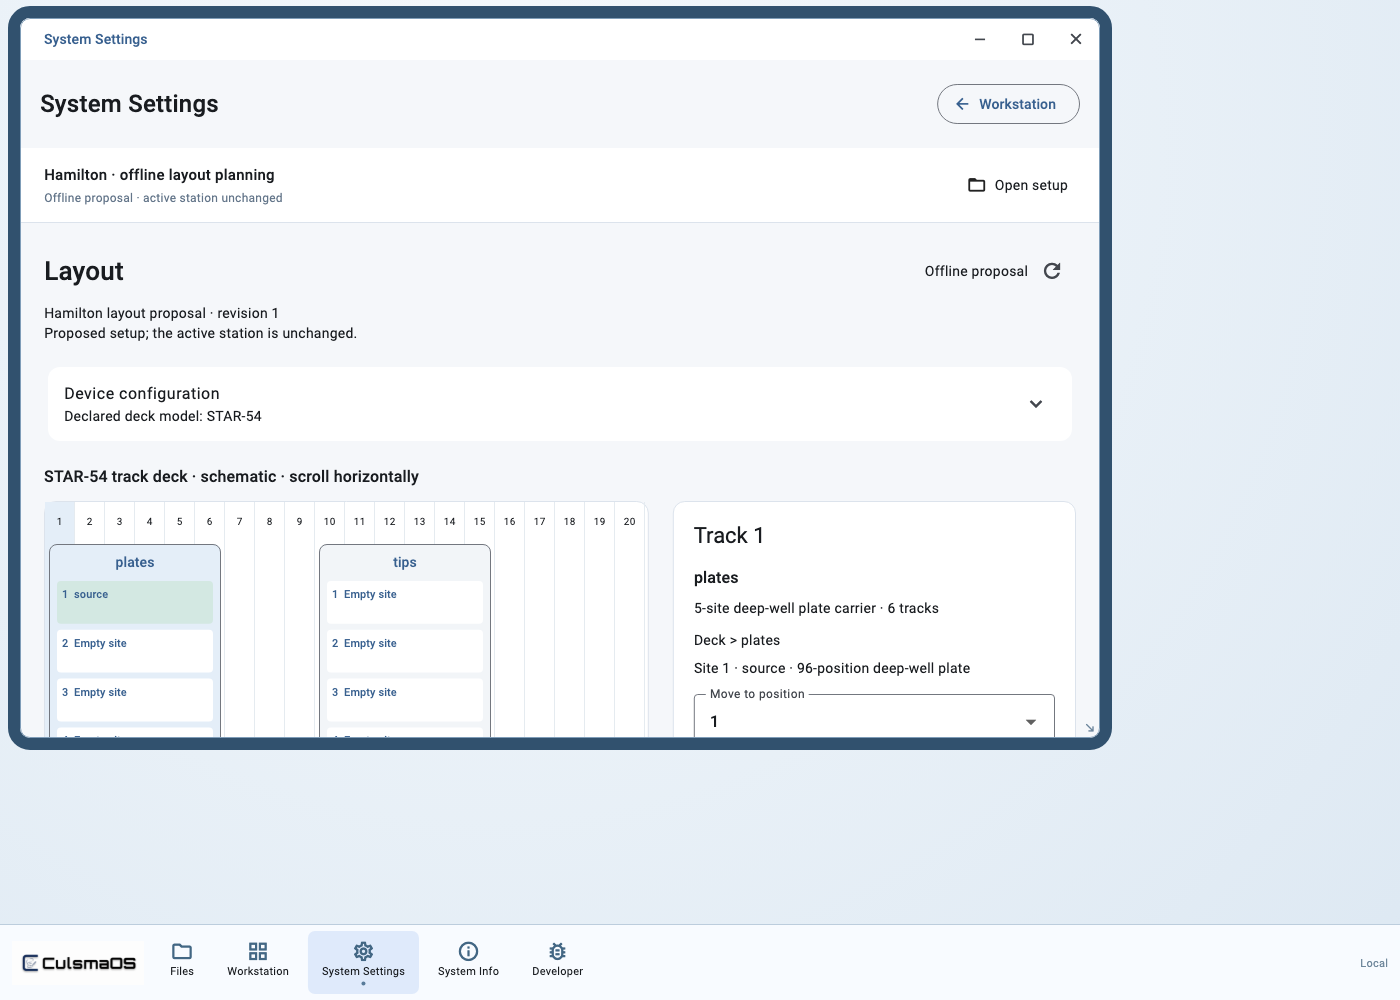 System Settings
System Settings
Workstation
Hamilton · offline layout planning
Offline proposal · active station unchanged
Open setup
Layout
Offline proposal
Hamilton layout proposal · revision 1
Proposed setup; the active station is unchanged.
Device configuration
Declared deck model: STAR-54
STAR-54 track deck · schematic · scroll horizontally
1 2 3 4 5 6 7 8 9 10 11 12 13 14 15 16 17 18 19 20
plates
1 source
2 Empty site
3 Empty site
tips
1 Empty site
2 Empty site
3 Empty site
Track 1
plates
5-site deep-well plate carrier · 6 tracks
Deck > plates
Site 1 · source · 96-position deep-well plate
Move to position
1
CulsmaOS
Files
Workstation
System Settings
System Info
Developer
Local